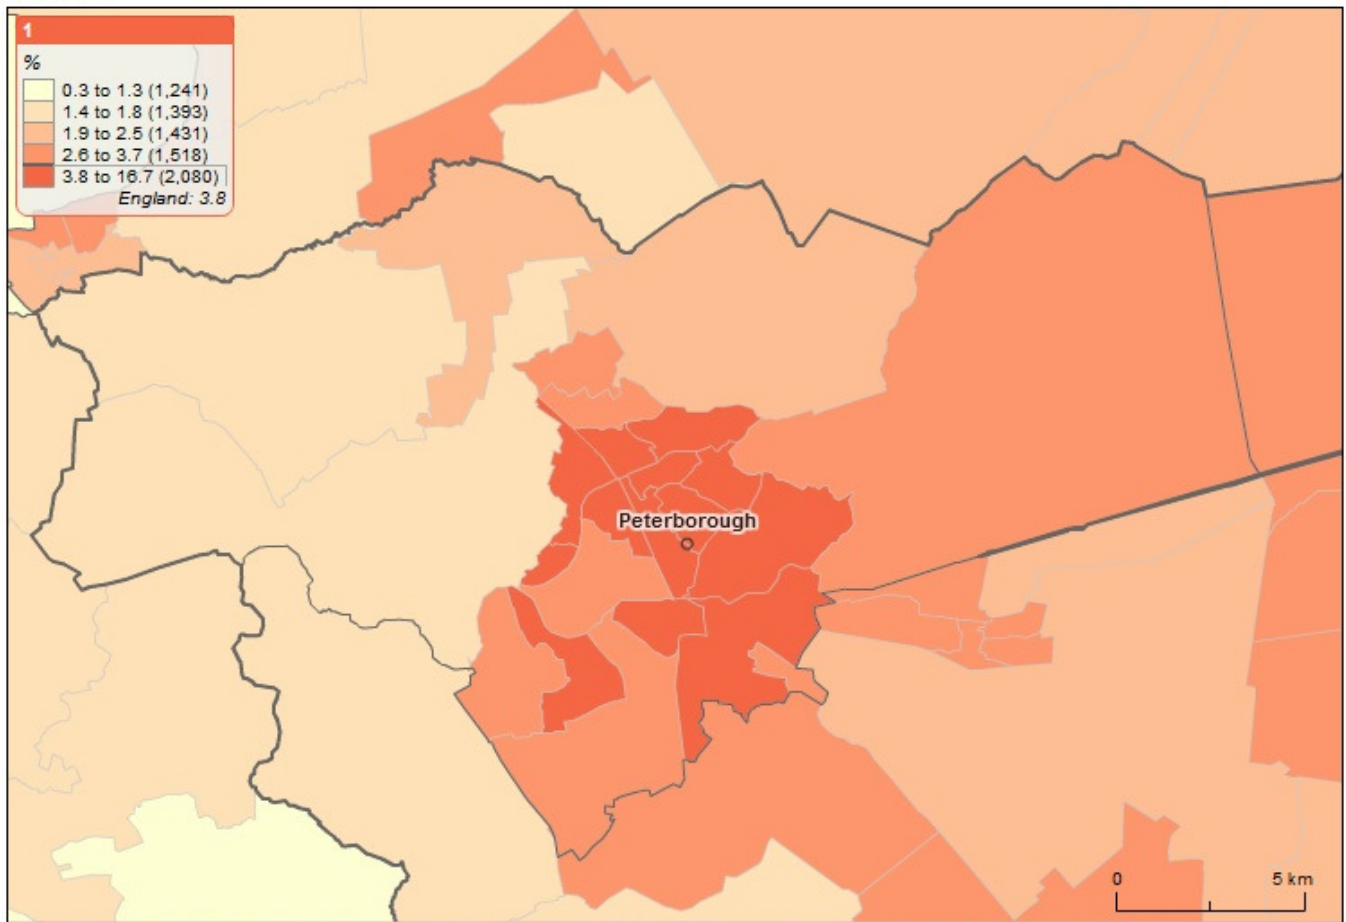 1
%
0.3 to 1.3 (1,241)
1.4 to 1.8 (1,393)
1.9 to 2.5 (1,431)
2.6 to 3.7 (1,518)
3.8 to 16.7 (2,080)
England: 3.8
Peterborough
0 5 km